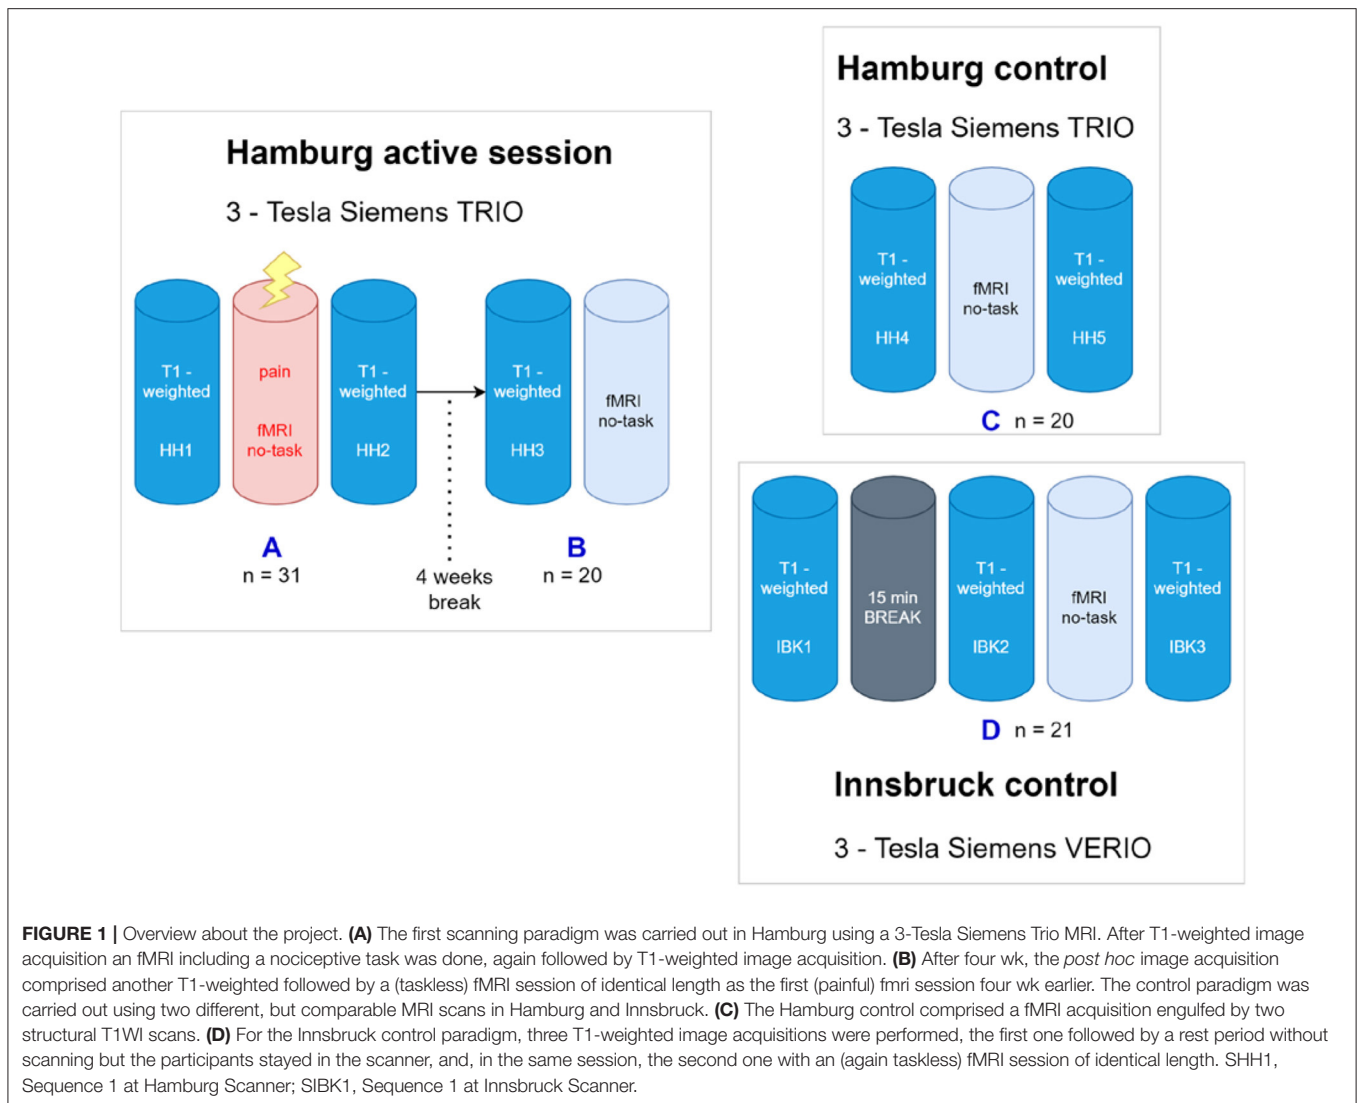 Hamburg active session
3 - Tesla Siemens TRIO
T1 -
weighted
HH1
pain
fMRI
no-task
T1 -
weighted
HH2
T1 -
weighted
HH3
fMRI
no-task
A
n = 31
4 weeks
break
B
n = 20
Hamburg control
3 - Tesla Siemens TRIO
T1 -
weighted
HH4
fMRI
no-task
T1 -
weighted
HH5
C n = 20
T1 -
weighted
IBK1
15 min
BREAK
T1 -
weighted
IBK2
fMRI
no-task
T1 -
weighted
IBK3
D n = 21
Innsbruck control
3 - Tesla Siemens VERIO
FIGURE 1 | Overview about the project. (A) The first scanning paradigm was carried out in Hamburg using a 3-Tesla Siemens Trio MRI. After T1-weighted image
acquisition an fMRI including a nociceptive task was done, again followed by T1-weighted image acquisition. (B) After four wk, the post hoc image acquisition
comprised another T1-weighted followed by a (taskless) fMRI session of identical length as the first (painful) fmri session four wk earlier. The control paradigm was
carried out using two different, but comparable MRI scans in Hamburg and Innsbruck. (C) The Hamburg control comprised a fMRI acquisition engulfed by two
structural T1WI scans. (D) For the Innsbruck control paradigm, three T1-weighted image acquisitions were performed, the first one followed by a rest period without
scanning but the participants stayed in the scanner, and, in the same session, the second one with an (again taskless) fMRI session of identical length. SHH1,
Sequence 1 at Hamburg Scanner; SIBK1, Sequence 1 at Innsbruck Scanner.